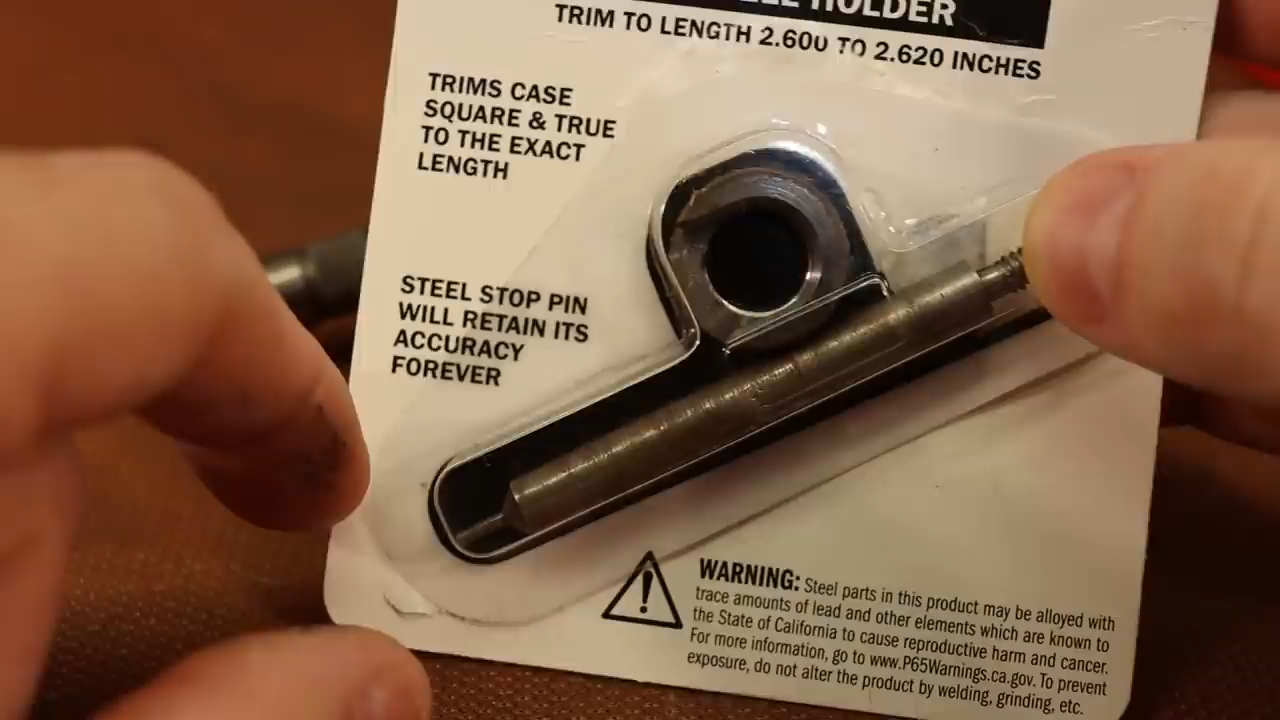 HOLDER
TRIM TO LENGTH 2.600 TO 2.620 INCHES
TRIMS CASE
SQUARE & TRUE
TO THE EXACT
LENGTH
STEEL STOP PIN
WILL RETAIN ITS
ACCURACY
FOREVER
WARNING: Steel parts in this product may be alloyed with
trace amounts of lead and other elements which are known to
the State of California to cause reproductive harm and cancer.
For more information, go to www.P65Warnings.ca.gov. To prevent
exposure, do not alter the product by welding, grinding, etc.